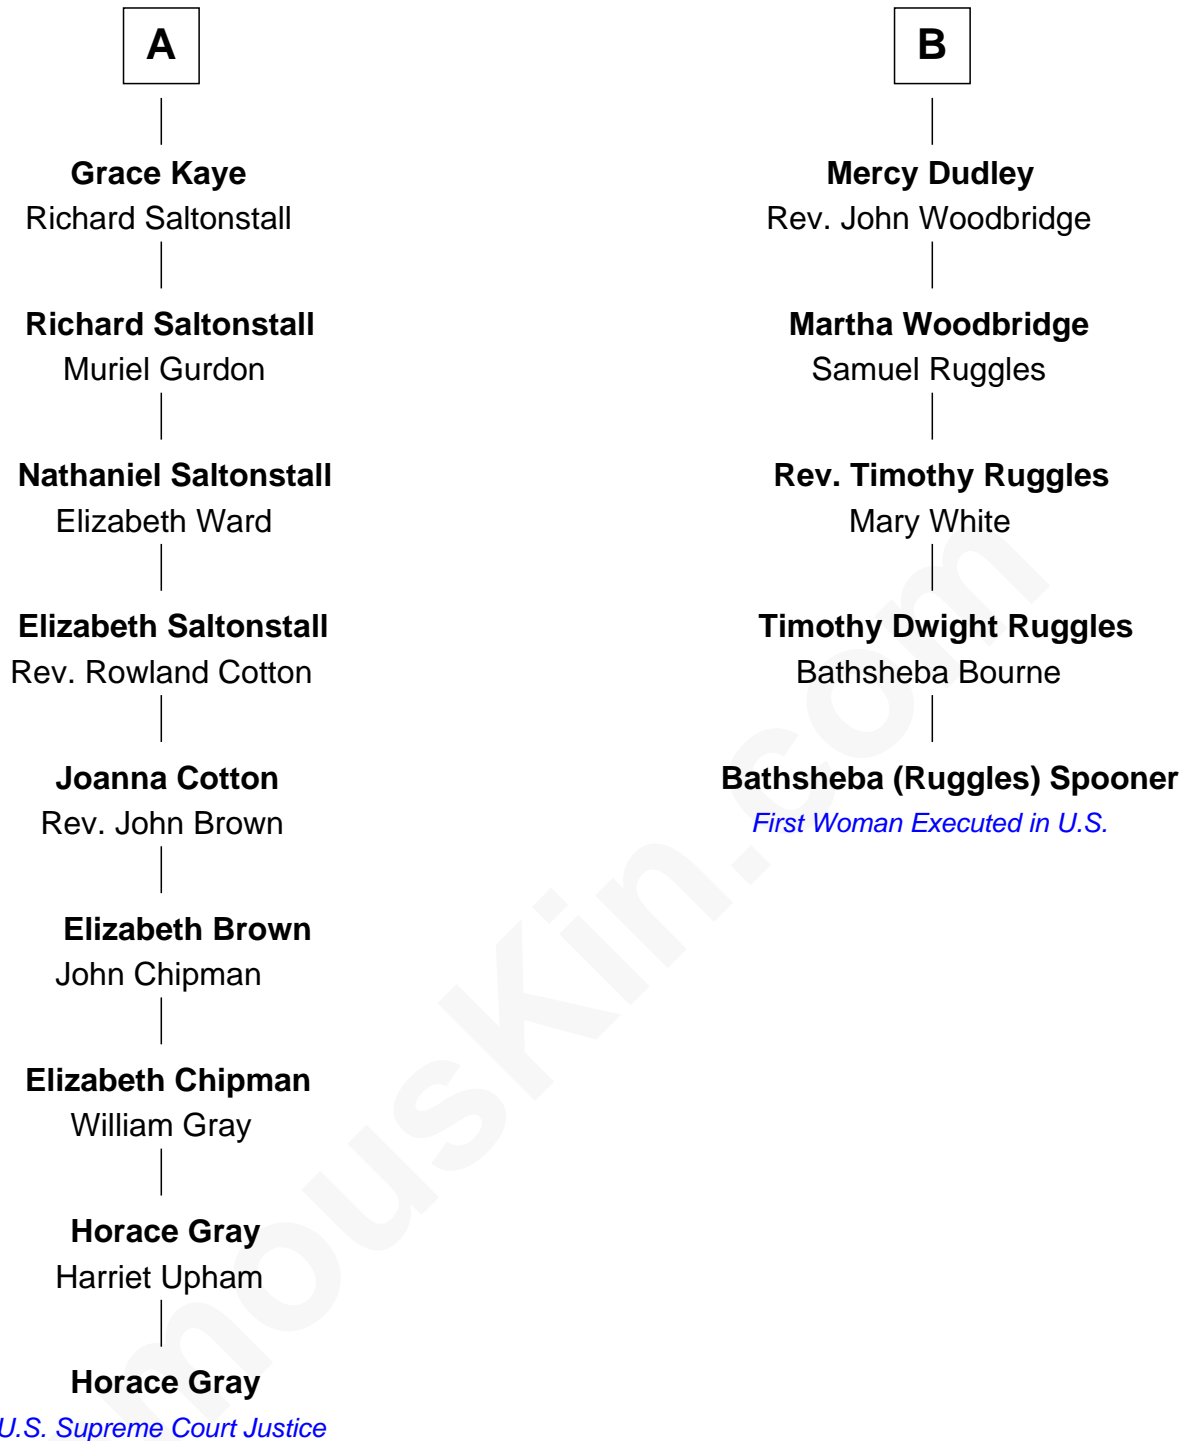 A
Grace Kaye
Richard Saltonstall
Richard Saltonstall
Muriel Gurdon
Nathaniel Saltonstall
Elizabeth Ward
Elizabeth Saltonstall
Rev. Rowland Cotton
Joanna Cotton
Rev. John Brown
Elizabeth Brown
John Chipman
Elizabeth Chipman
William Gray
Horace Gray
Harriet Upham
Horace Gray
U.S. Supreme Court Justice
B
Mercy Dudley
Rev. John Woodbridge
Martha Woodbridge
Samuel Ruggles
Rev. Timothy Ruggles
Mary White
Timothy Dwight Ruggles
Bathsheba Bourne
Bathsheba (Ruggles) Spooner
First Woman Executed in U.S.
mouskin.com